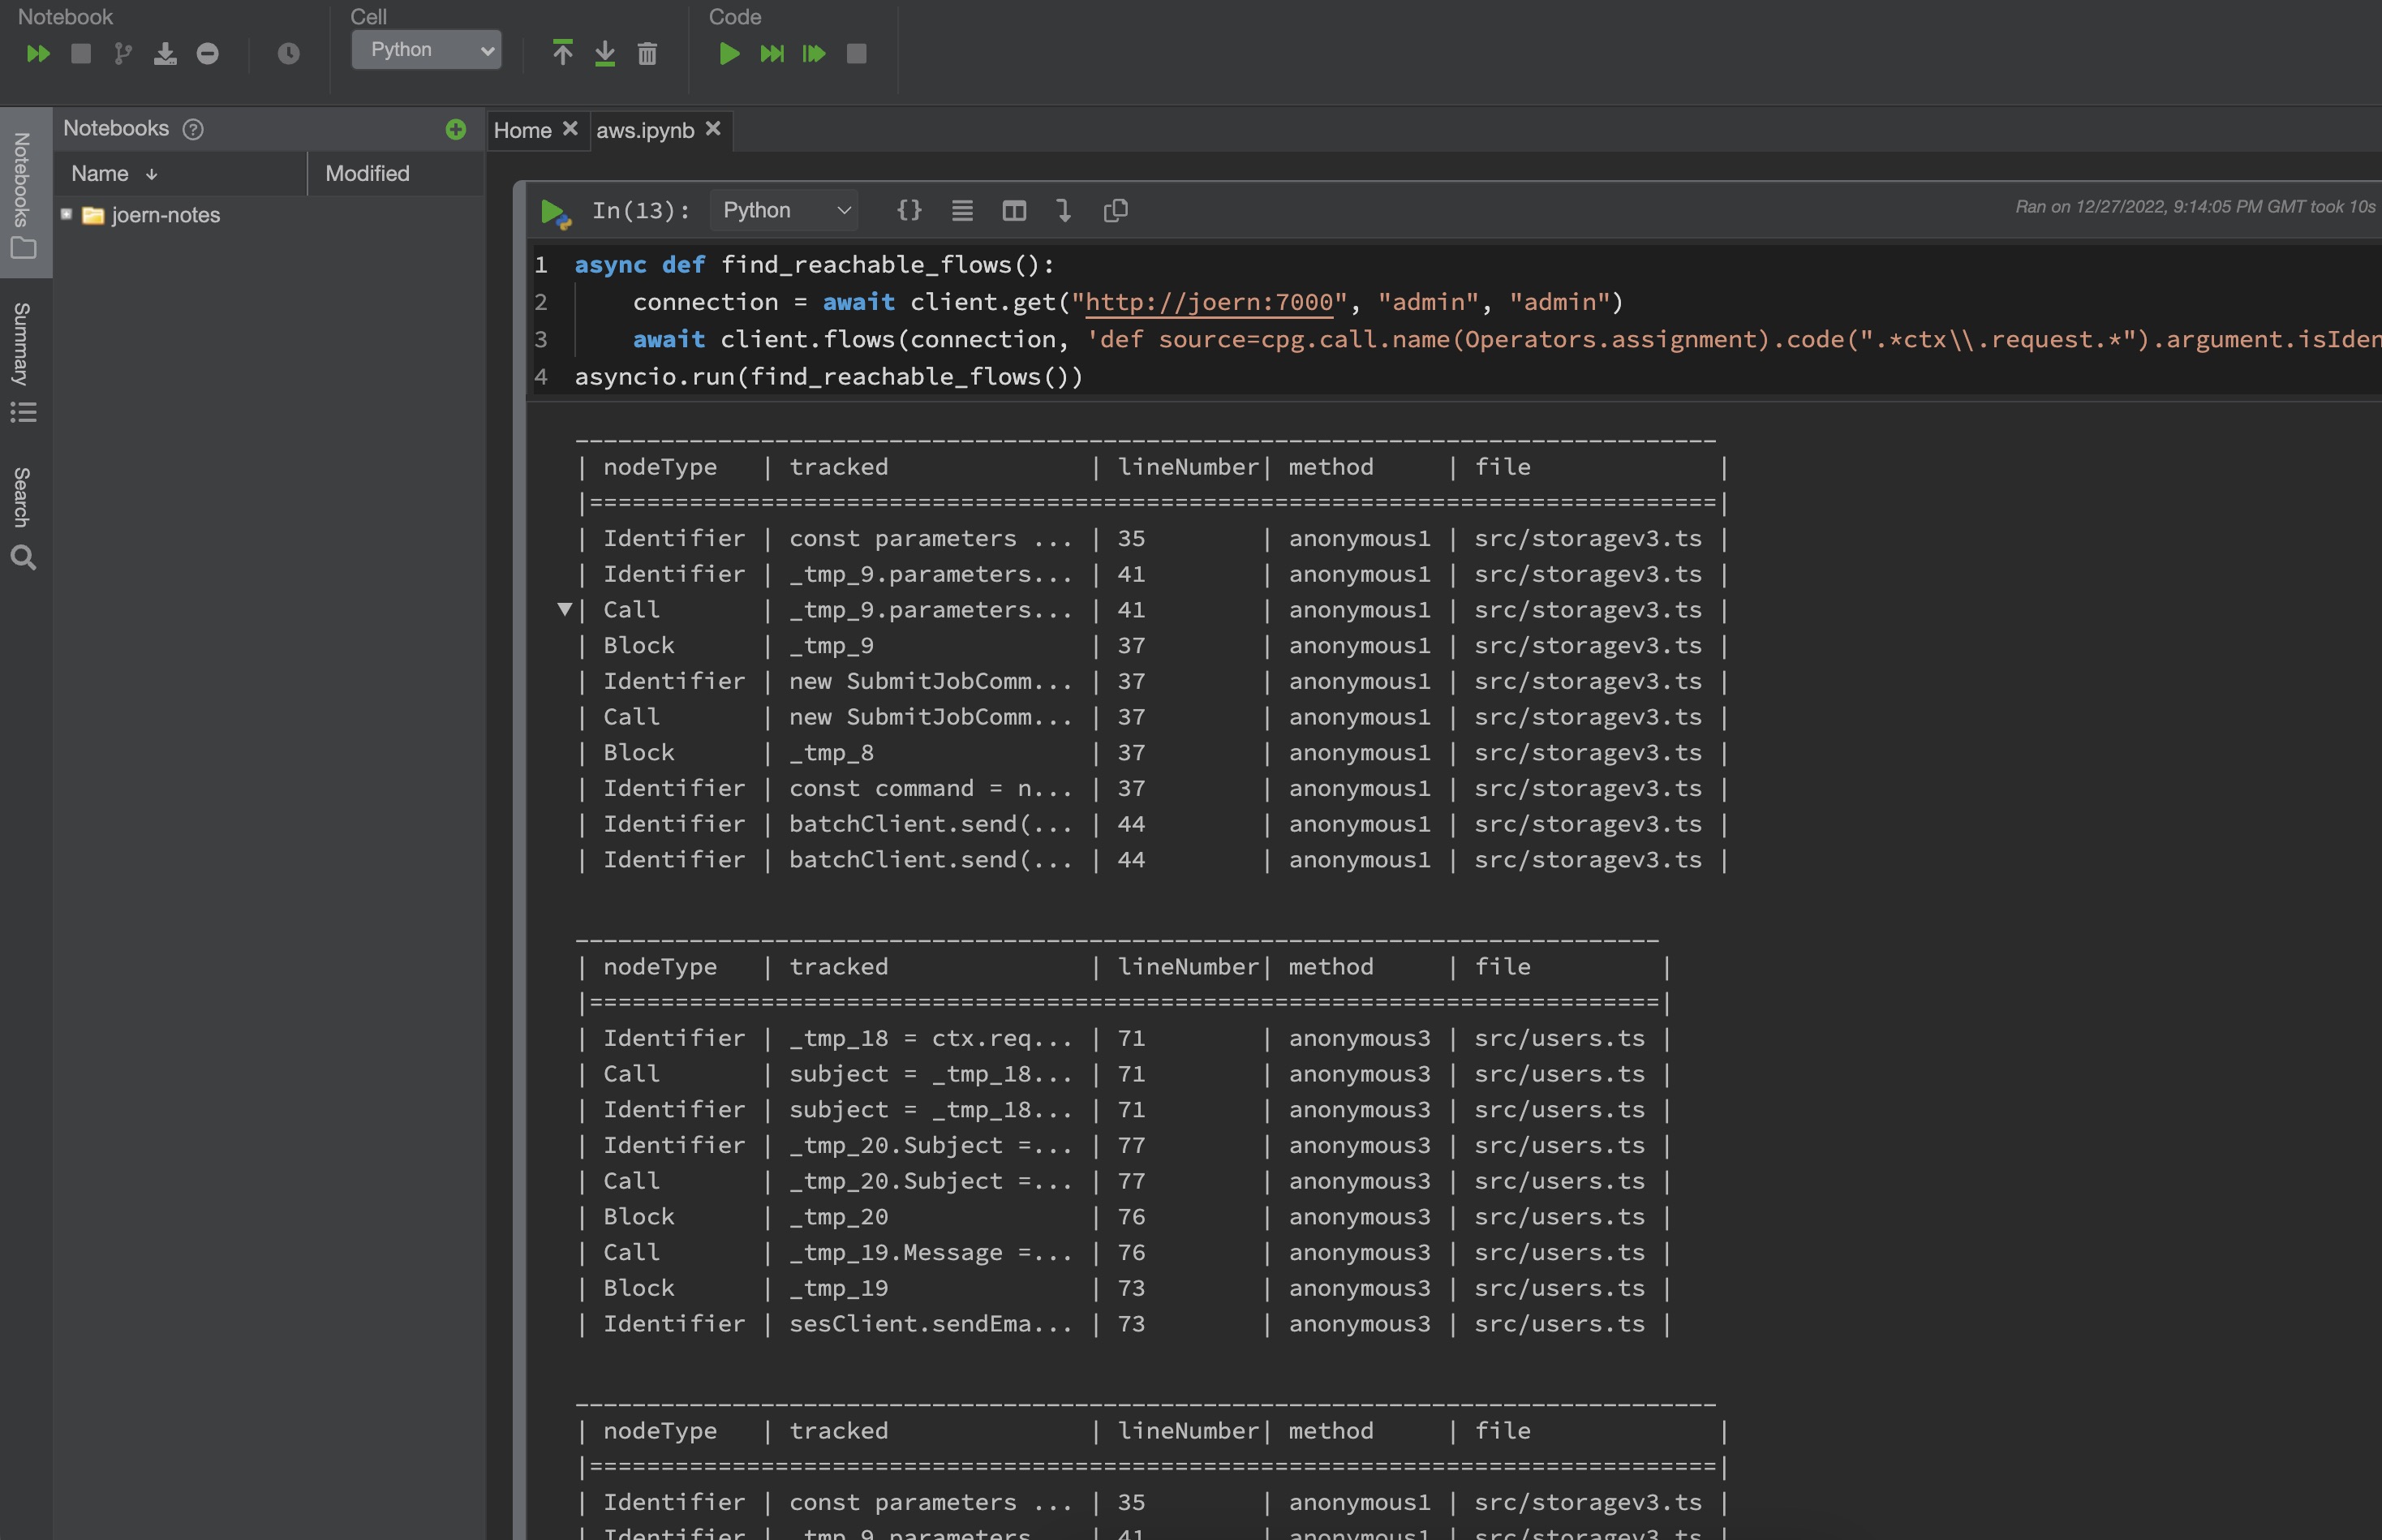 Notebook Cell Code
Python
Notebooks
Home aws.ipynb
Name Modified
joern-notes
Notebooks
Summary
Search
In(13): Python {} Ran on 12/27/2022, 9:14:05 PM GMT took 10s
1 async def find_reachable_flows():
2 connection = await client.get("http://joern:7000", "admin", "admin")
3 await client.flows(connection, 'def source=cpg.call.name(Operators.assignment).code(".*ctx\\.request.*").argument.isIden
4 asyncio.run(find_reachable_flows())
| nodeType | tracked | lineNumber| method | file |
|================================================================================|
| Identifier | const parameters ... | 35 | anonymous1 | src/storagev3.ts |
| Identifier | _tmp_9.parameters... | 41 | anonymous1 | src/storagev3.ts |
| Call | _tmp_9.parameters... | 41 | anonymous1 | src/storagev3.ts |
| Block | _tmp_9 | 37 | anonymous1 | src/storagev3.ts |
| Identifier | new SubmitJobComm... | 37 | anonymous1 | src/storagev3.ts |
| Call | new SubmitJobComm... | 37 | anonymous1 | src/storagev3.ts |
| Block | _tmp_8 | 37 | anonymous1 | src/storagev3.ts |
| Identifier | const command = n... | 37 | anonymous1 | src/storagev3.ts |
| Identifier | batchClient.send(... | 44 | anonymous1 | src/storagev3.ts |
| Identifier | batchClient.send(... | 44 | anonymous1 | src/storagev3.ts |
| nodeType | tracked | lineNumber| method | file |
|============================================================================|
| Identifier | _tmp_18 = ctx.req... | 71 | anonymous3 | src/users.ts |
| Call | subject = _tmp_18... | 71 | anonymous3 | src/users.ts |
| Identifier | subject = _tmp_18... | 71 | anonymous3 | src/users.ts |
| Identifier | _tmp_20.Subject =... | 77 | anonymous3 | src/users.ts |
| Call | _tmp_20.Subject =... | 77 | anonymous3 | src/users.ts |
| Block | _tmp_20 | 76 | anonymous3 | src/users.ts |
| Call | _tmp_19.Message =... | 76 | anonymous3 | src/users.ts |
| Block | _tmp_19 | 73 | anonymous3 | src/users.ts |
| Identifier | sesClient.sendEma... | 73 | anonymous3 | src/users.ts |
| nodeType | tracked | lineNumber| method | file |
|================================================================================|
| Identifier | const parameters ... | 35 | anonymous1 | src/storagev3.ts |
| Identifier | _tmp_9.parameters... | 41 | anonymous1 | src/storagev3.ts |